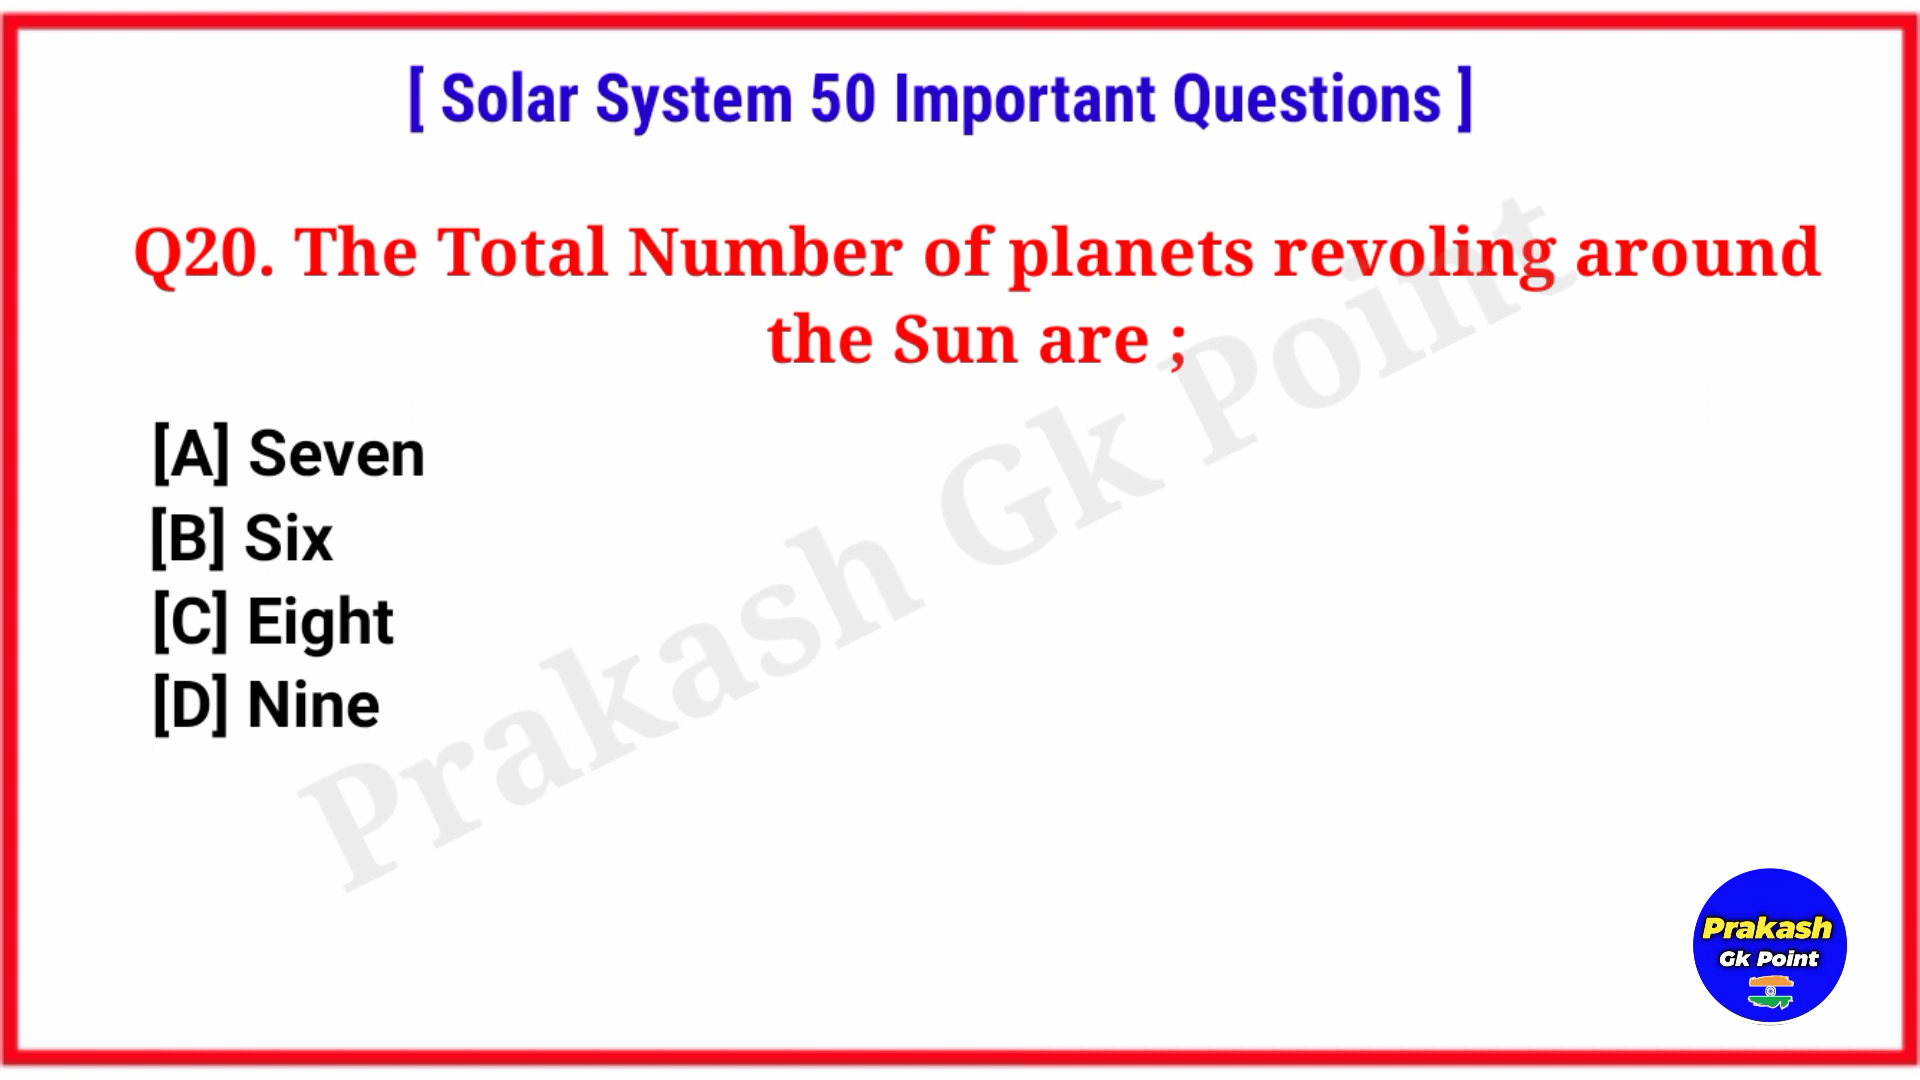 [ Solar System 50 Important Questions ]
Q20. The Total Number of planets revoling around
the Sun are ;
[A] Seven
[B] Six
[C] Eight
[D] Nine
Prakash Gk Point
Prakash
Gk Point